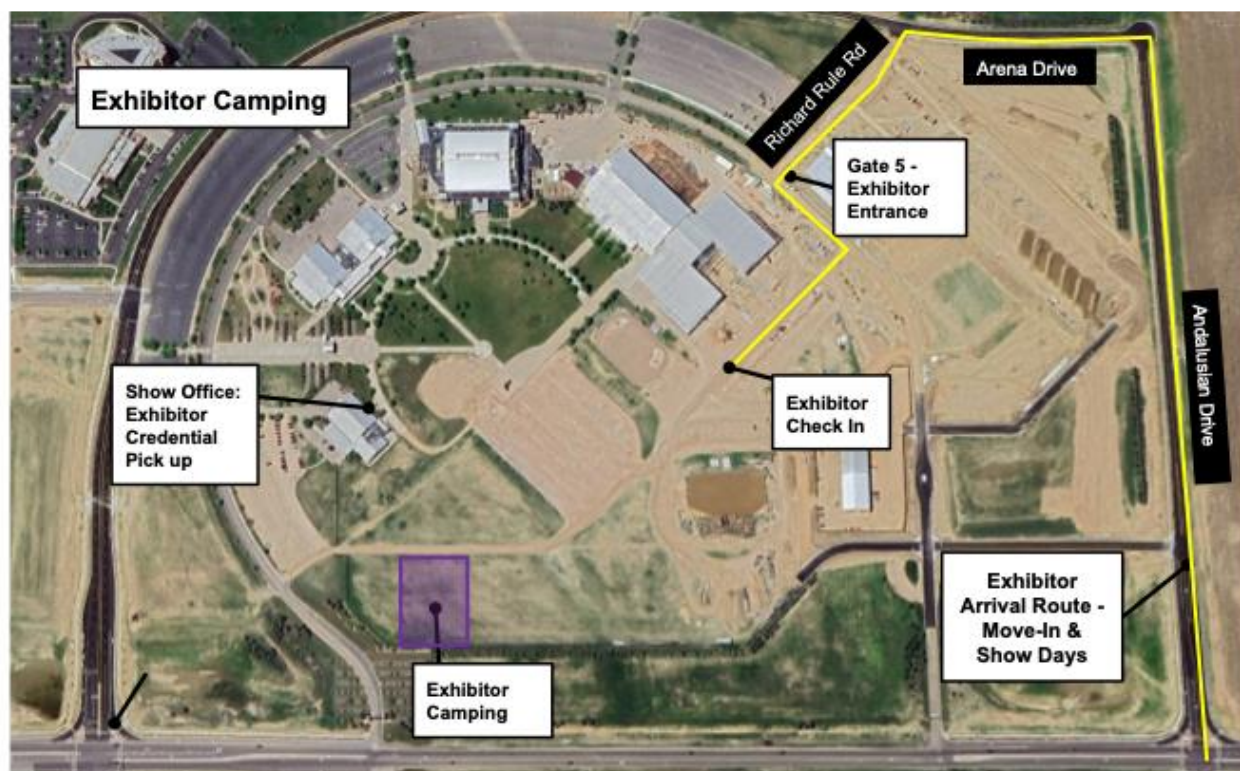 Exhibitor Camping
Richard Rule Rd
Arena Drive
Gate 5 -
Exhibitor
Entrance
Andalusian Drive
Show Office:
Exhibitor
Credential
Pick up
Exhibitor
Check In
Exhibitor
Arrival Route -
Move-In &
Show Days
Exhibitor
Camping